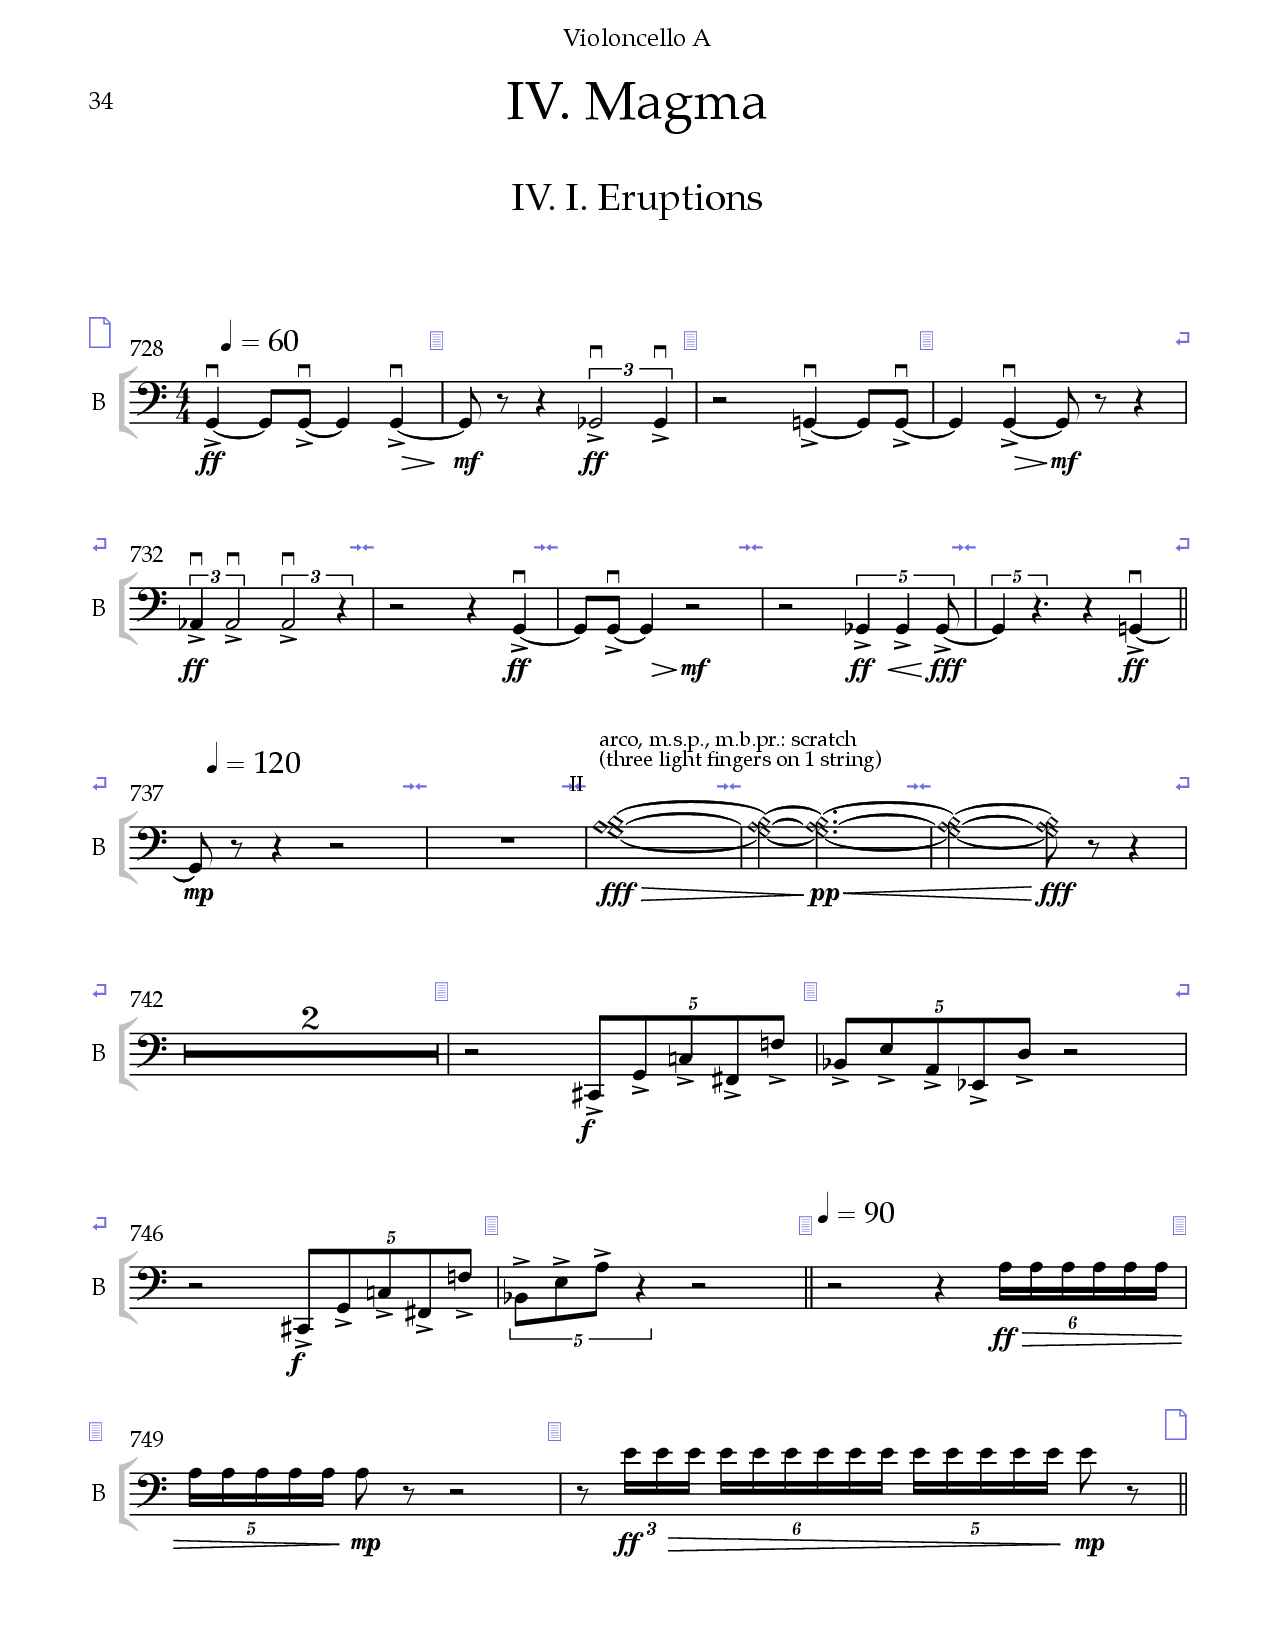 Violoncello A
34
IV. Magma
IV. I. Eruptions
728 = 60
3
4 4
B
ff mf ff mf
732
3 3 5 5
B
ff ff mf ff fff ff
arco, m.s.p., m.b.pr.: scratch
(three light fingers on 1 string)
= 120
II
737
B
mp fff pp fff
742
2 5 5
B
f
= 90
746
5
B
5 6
f ff
749
B
5 3 6 5
mp ff mp